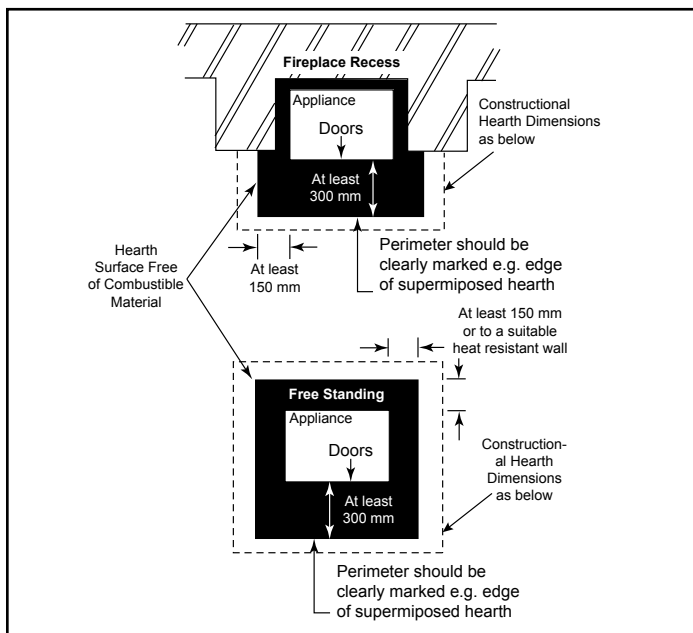 Fireplace Recess
Appliance
Doors
At least
300 mm
Constructional
Hearth Dimensions
as below
Hearth
Surface Free
of Combustible
Material
At least
150 mm
Perimeter should be
clearly marked e.g. edge
of supermiposed hearth
At least 150 mm
or to a suitable
heat resistant wall
Free Standing
Appliance
Doors
At least
300 mm
Construction-
al Hearth
Dimensions
as below
Perimeter should be
clearly marked e.g. edge
of supermiposed hearth